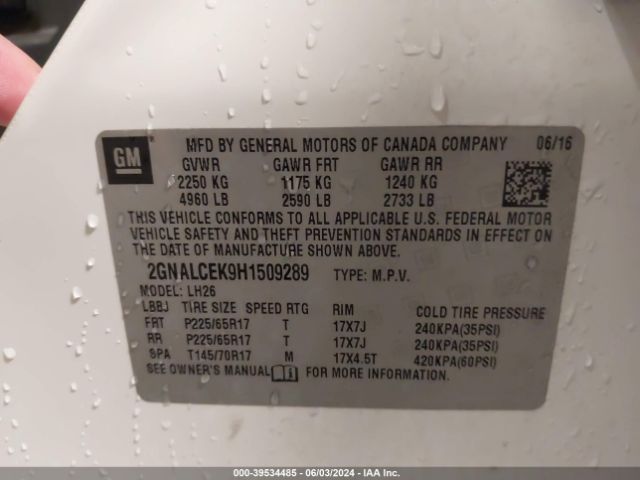 GM
MFD BY GENERAL MOTORS OF CANADA COMPANY 06/16
GVWR GAWR FRT GAWR RR
2250 KG 1175 KG 1240 KG
4960 LB 2590 LB 2733 LB
THIS VEHICLE CONFORMS TO ALL APPLICABLE U.S. FEDERAL MOTOR
VEHICLE SAFETY AND THEFT PREVENTION STANDARDS IN EFFECT ON
THE DATE OF MANUFACTURE SHOWN ABOVE.
2GNALCEK9H1509289 TYPE: M.P.V.
MODEL: LH26
LBBJ TIRE SIZE SPEED RTG RIM COLD TIRE PRESSURE
FRT P225/65R17 T 17X7J 240KPA(35PSI)
RR P225/65R17 T 17X7J 240KPA(35PSI)
SPA T145/70R17 M 17X4.5T 420KPA(60PSI)
SEE OWNER'S MANUAL FOR MORE INFORMATION.
000-39534485 - 06/03/2024 - IAA Inc.